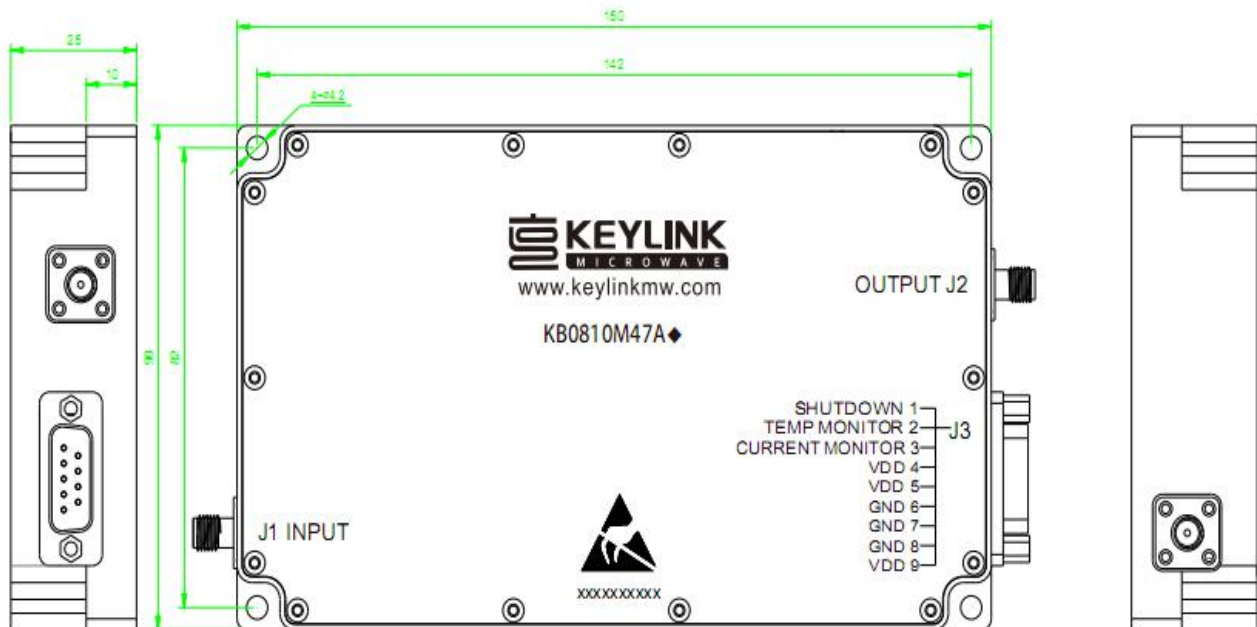 150
25
142
10
4-ø4.2
KEYLINK
MICROWAVE
www.keylinkmw.com
OUTPUT J2
KB0810M47A◆
SHUTDOWN 1
TEMP MONITOR 2
J3
CURRENT MONITOR 3
VDD 4
VDD 5
GND 6
GND 7
GND 8
VDD 9
J1 INPUT
xxxxxxxxxx